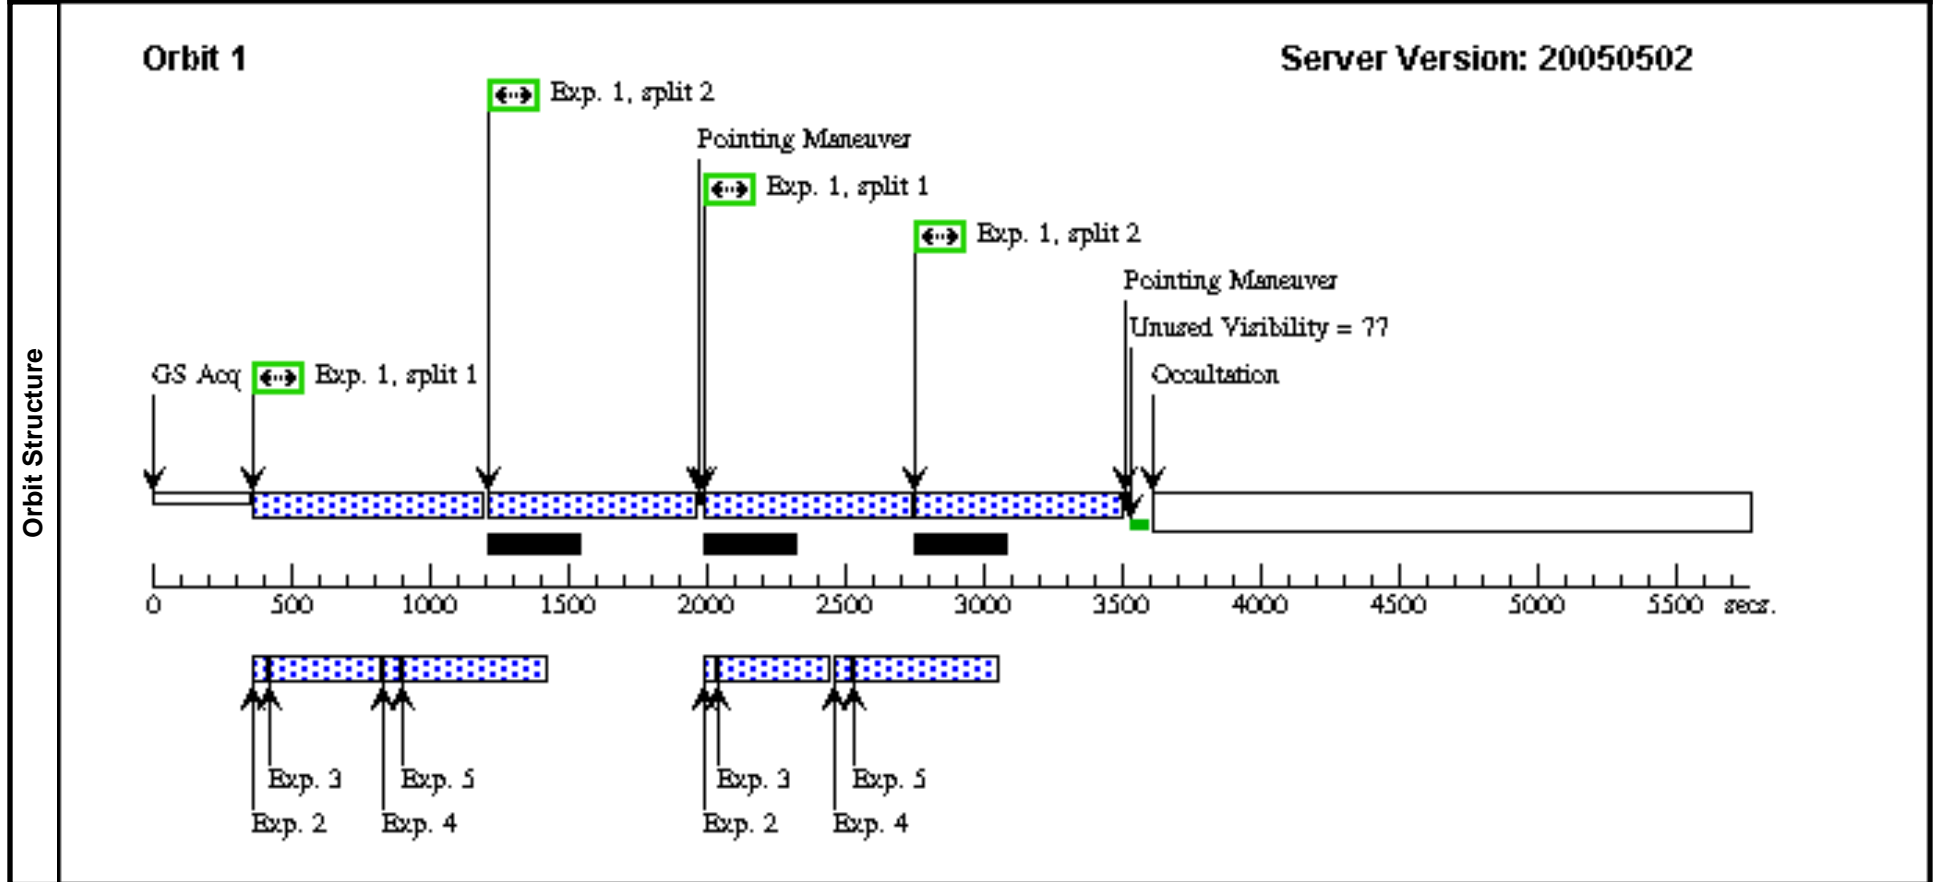 Orbit Structure
Orbit 1
Server Version: 20050502
Exp. 1, split 2
Pointing Maneuver
Exp. 1, split 1
Exp. 1, split 2
Pointing Maneuver
Unused Visibility = 77
GS Acq
Exp. 1, split 1
Occultation
0 500 1000 1500 2000 2500 3000 3500 4000 4500 5000 5500 secs.
Exp. 3
Exp. 5
Exp. 3
Exp. 5
Exp. 2
Exp. 4
Exp. 2
Exp. 4